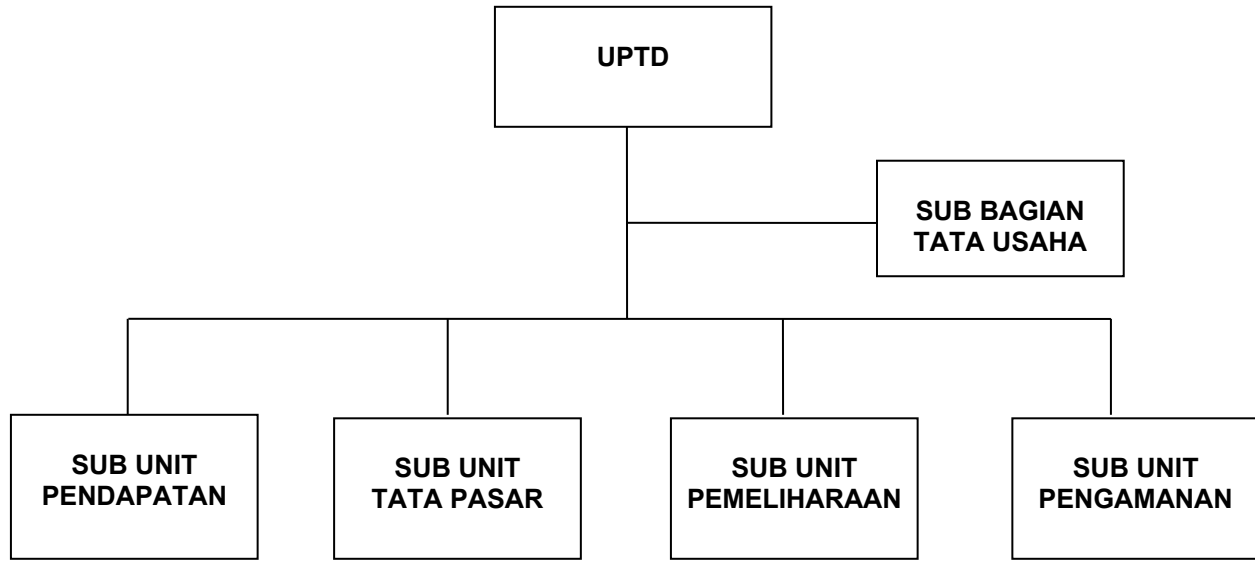 UPTD
SUB BAGIAN
TATA USAHA
SUB UNIT
PENDAPATAN
SUB UNIT
TATA PASAR
SUB UNIT
PEMELIHARAAN
SUB UNIT
PENGAMANAN